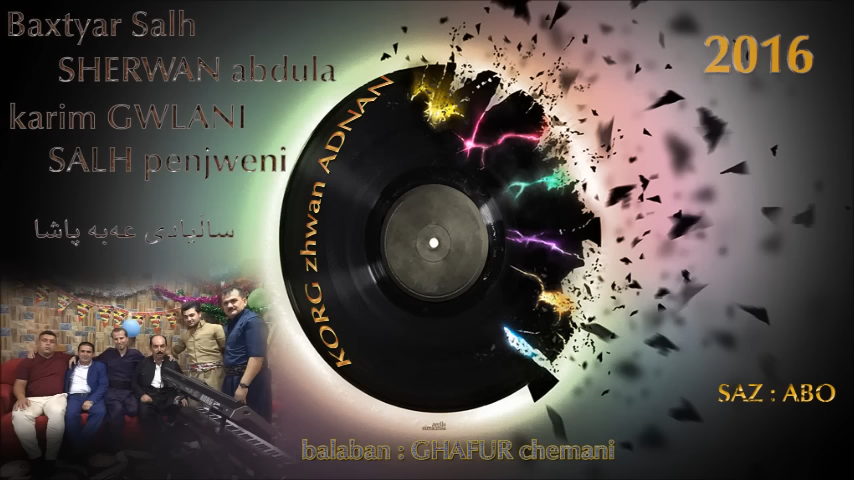 Baxtyar Salh
SHERWAN abdula
karim GWLANI
SALH penjweni
ساڵیادی عەبە پاشا
2016
KORG zhwan ADNAN
SAZ : ABO
balaban : GHAFUR chemani
KORG